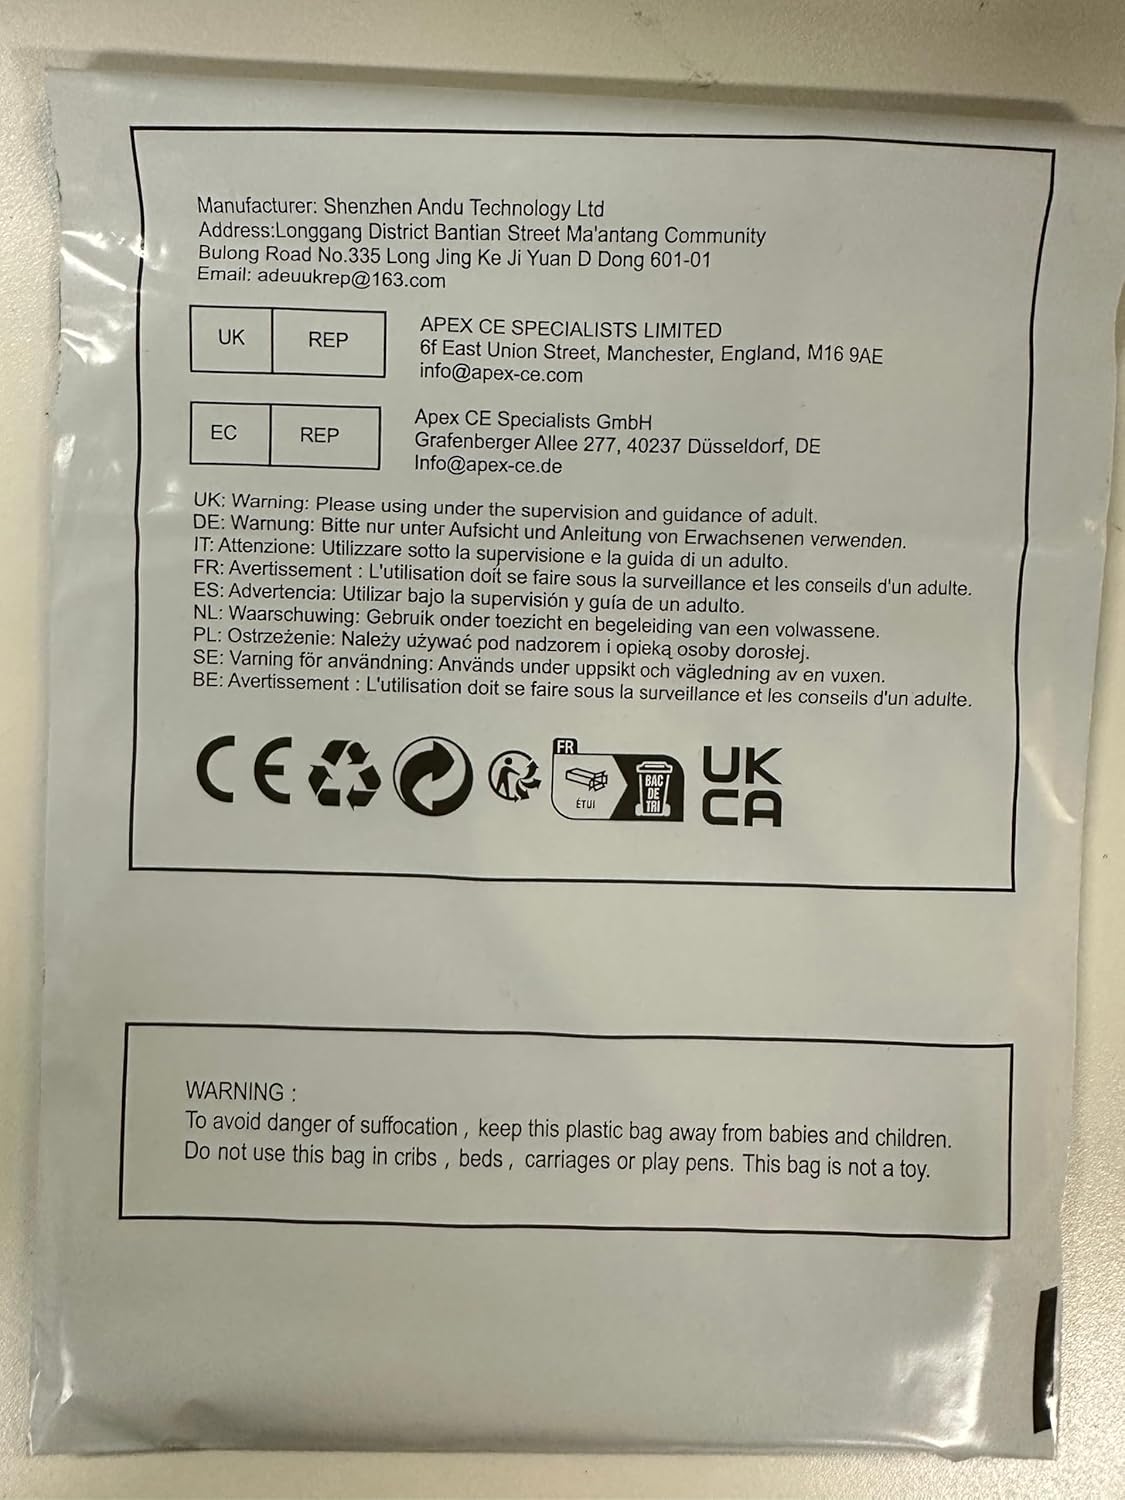 Manufacturer: Shenzhen Andu Technology Ltd
Address:Longgang District Bantian Street Ma'antang Community
Bulong Road No.335 Long Jing Ke Ji Yuan D Dong 601-01
Email: adeuukrep@163.com
UK REP
APEX CE SPECIALISTS LIMITED
6f East Union Street, Manchester, England, M16 9AE
info@apex-ce.com
EC REP
Apex CE Specialists GmbH
Grafenberger Allee 277, 40237 Düsseldorf, DE
Info@apex-ce.de
UK: Warning: Please using under the supervision and guidance of adult.
DE: Warnung: Bitte nur unter Aufsicht und Anleitung von Erwachsenen verwenden.
IT: Attenzione: Utilizzare sotto la supervisione e la guida di un adulto.
FR: Avertissement : L'utilisation doit se faire sous la surveillance et les conseils d'un adulte.
ES: Advertencia: Utilizar bajo la supervisión y guía de un adulto.
NL: Waarschuwing: Gebruik onder toezicht en begeleiding van een volwassene.
PL: Ostrzeżenie: Należy używać pod nadzorem i opieką osoby dorosłej.
SE: Varning för användning: Används under uppsikt och vägledning av en vuxen.
BE: Avertissement : L'utilisation doit se faire sous la surveillance et les conseils d'un adulte.
CE
FR
ÉTUI
BAC
DE
TRI
UK
CA
WARNING :
To avoid danger of suffocation , keep this plastic bag away from babies and children.
Do not use this bag in cribs , beds , carriages or play pens. This bag is not a toy.